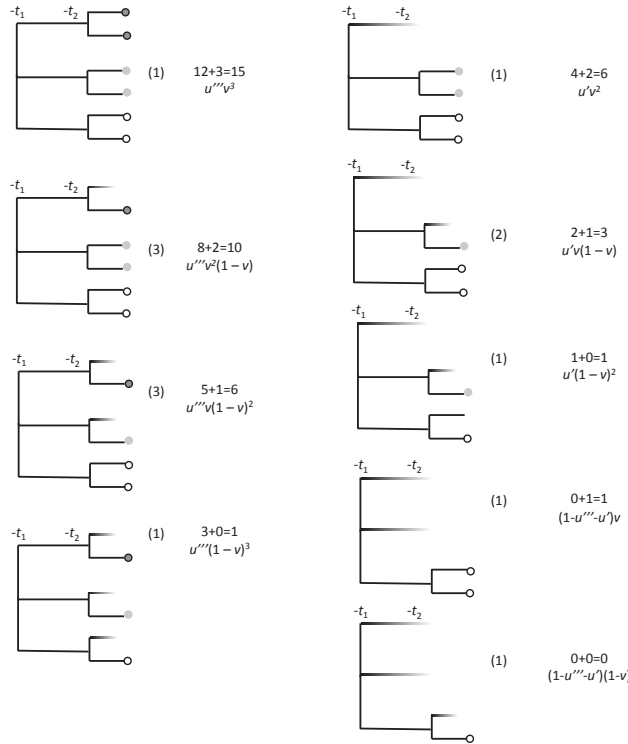 -t1 -t2
(1) 12+3=15
u‴v³
-t1 -t2
(3) 8+2=10
u‴v²(1 – v)
-t1 -t2
(3) 5+1=6
u‴v(1 – v)²
-t1 -t2
(1) 3+0=1
u‴(1 – v)³
-t1 -t2
(1) 4+2=6
u′v²
-t1 -t2
(2) 2+1=3
u′v(1 – v)
-t1 -t2
(1) 1+0=1
u′(1 – v)²
-t1 -t2
(1) 0+1=1
(1-u‴-u′)v
-t1 -t2
(1) 0+0=0
(1-u‴-u′)(1-v